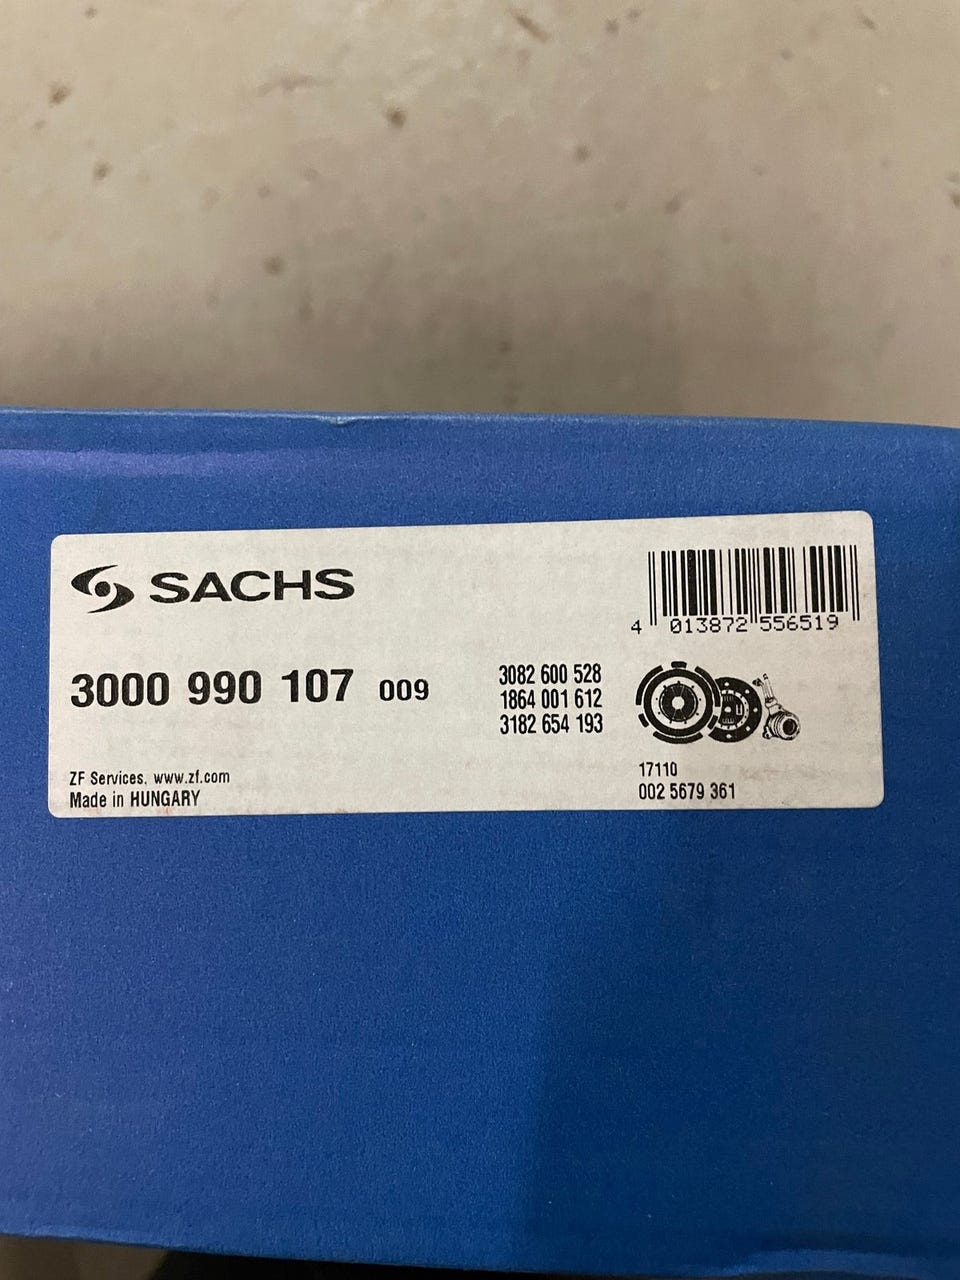 SACHS
4 013872 556519
3000 990 107 009
3082 600 528
1864 001 612
3182 654 193
ZF Services, www.zf.com
Made in HUNGARY
17110
002 5679 361